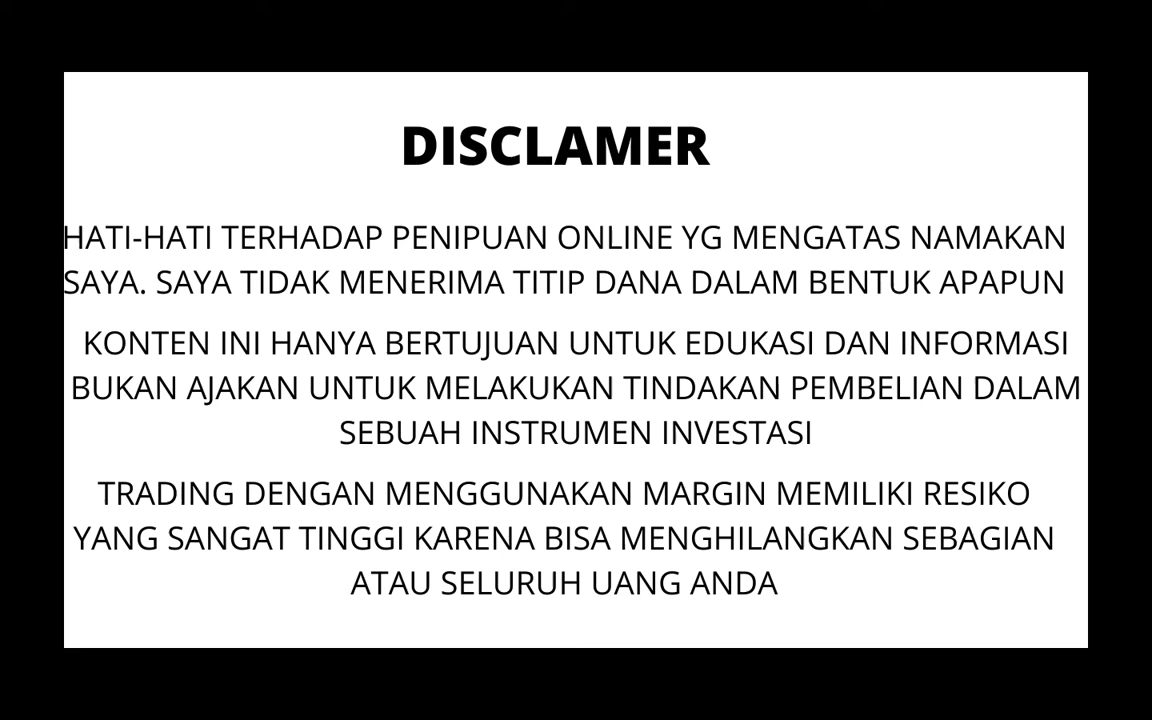 DISCLAMER
HATI-HATI TERHADAP PENIPUAN ONLINE YG MENGATAS NAMAKAN
SAYA. SAYA TIDAK MENERIMA TITIP DANA DALAM BENTUK APAPUN
KONTEN INI HANYA BERTUJUAN UNTUK EDUKASI DAN INFORMASI
BUKAN AJAKAN UNTUK MELAKUKAN TINDAKAN PEMBELIAN DALAM
SEBUAH INSTRUMEN INVESTASI
TRADING DENGAN MENGGUNAKAN MARGIN MEMILIKI RESIKO
YANG SANGAT TINGGI KARENA BISA MENGHILANGKAN SEBAGIAN
ATAU SELURUH UANG ANDA